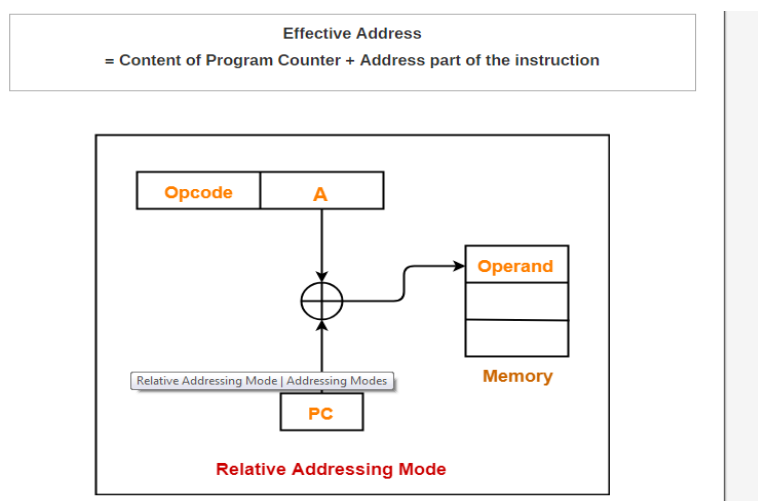 Effective Address
= Content of Program Counter + Address part of the instruction
Opcode A
Operand
Relative Addressing Mode | Addressing Modes
Memory
PC
Relative Addressing Mode